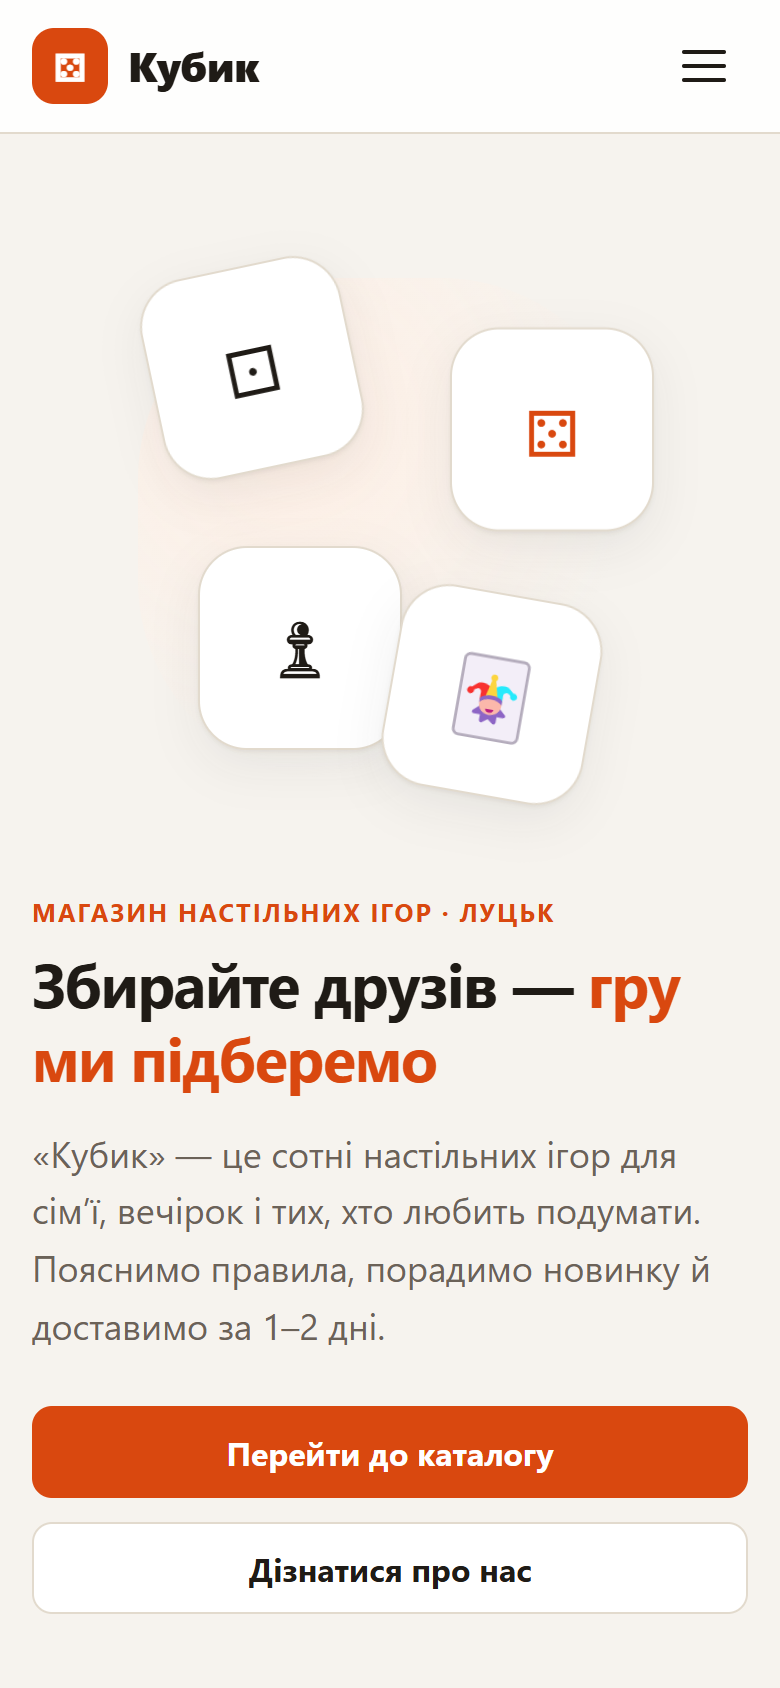 Кубик
МАГАЗИН НАСТІЛЬНИХ ІГОР · ЛУЦЬК
Збирайте друзів — гру
ми підберемо
«Кубик» — це сотні настільних ігор для
сім’ї, вечірок і тих, хто любить подумати.
Пояснимо правила, порадимо новинку й
доставимо за 1–2 дні.
Перейти до каталогу
Дізнатися про нас